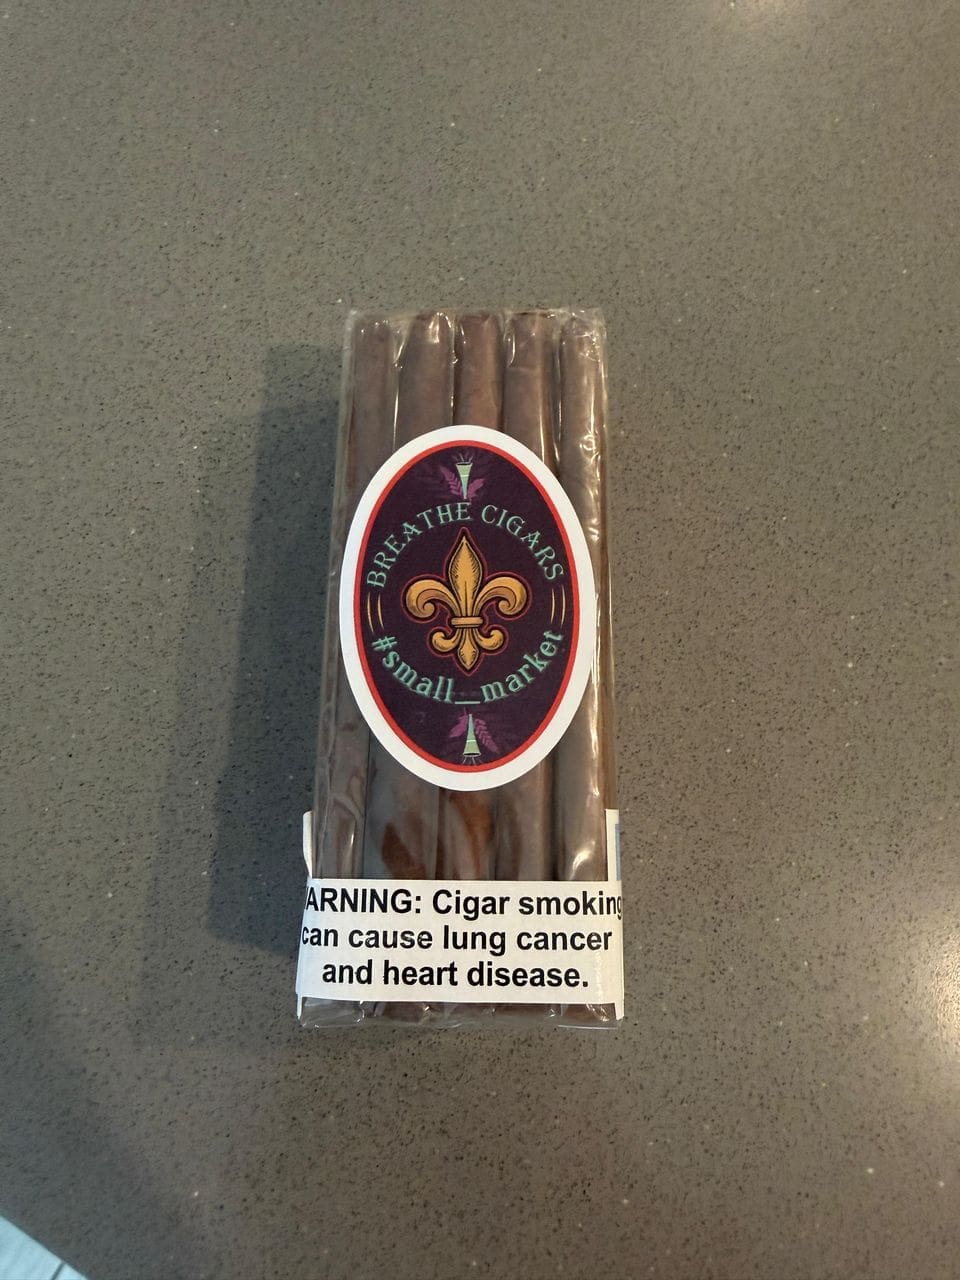 BREATHE CIGARS
#small_market
ARNING: Cigar smoking
can cause lung cancer
and heart disease.